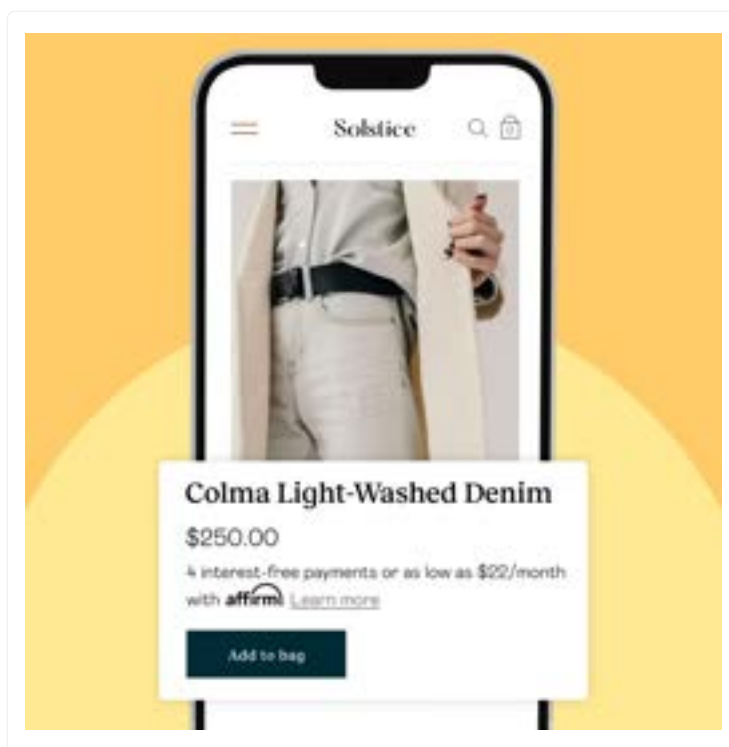 Solstice
0
Colma Light-Washed Denim
$250.00
4 interest-free payments or as low as $22/month
with affirm Learn more
Add to bag